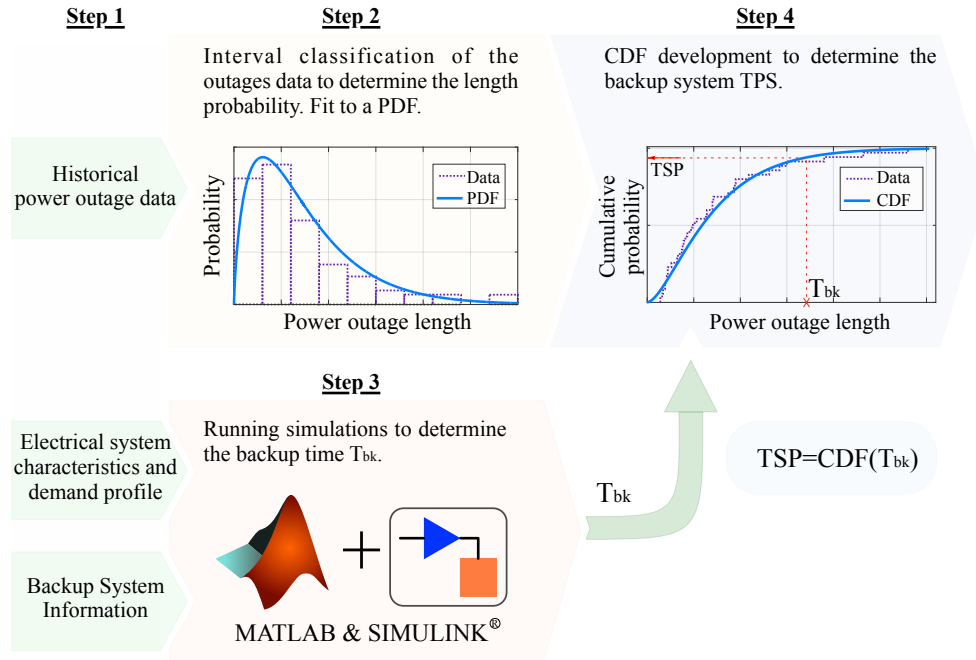 Step 1
Historical
power outage data
Electrical system
characteristics and
demand profile
Backup System
Information
Step 2
Interval classification of the
outages data to determine the length
probability. Fit to a PDF.
Probability
Data
PDF
Power outage length
Step 3
Running simulations to determine
the backup time Tbk.
MATLAB & SIMULINK®
Tbk
Step 4
CDF development to determine the
backup system TPS.
Cumulative
probability
TSP
Data
CDF
Tbk
Power outage length
TSP=CDF(Tbk)